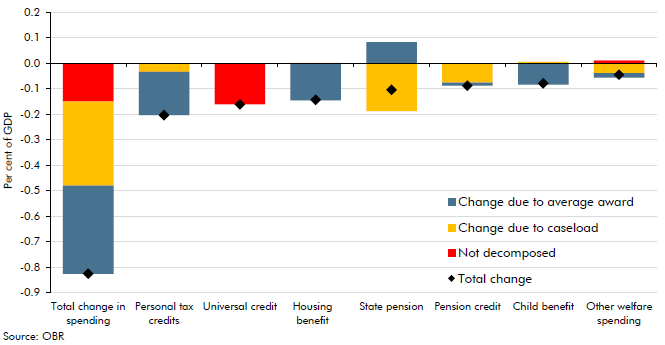 0.2
0.1
0.0
-0.1
-0.2
-0.3
-0.4
-0.5
-0.6
-0.7
-0.8
-0.9
Per cent of GDP
Change due to average award
Change due to caseload
Not decomposed
Total change
Total change in
spending
Personal tax
credits
Universal credit
Housing
benefit
State pension
Pension credit
Child benefit
Other welfare
spending
Source: OBR